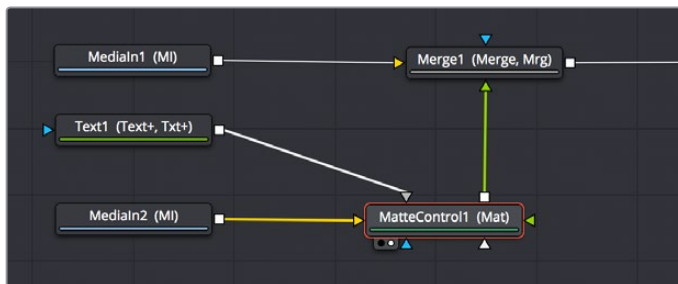 MediaIn1 (MI)
Merge1 (Merge, Mrg)
Text1 (Text+, Txt+)
MediaIn2 (MI)
MatteControl1 (Mat)